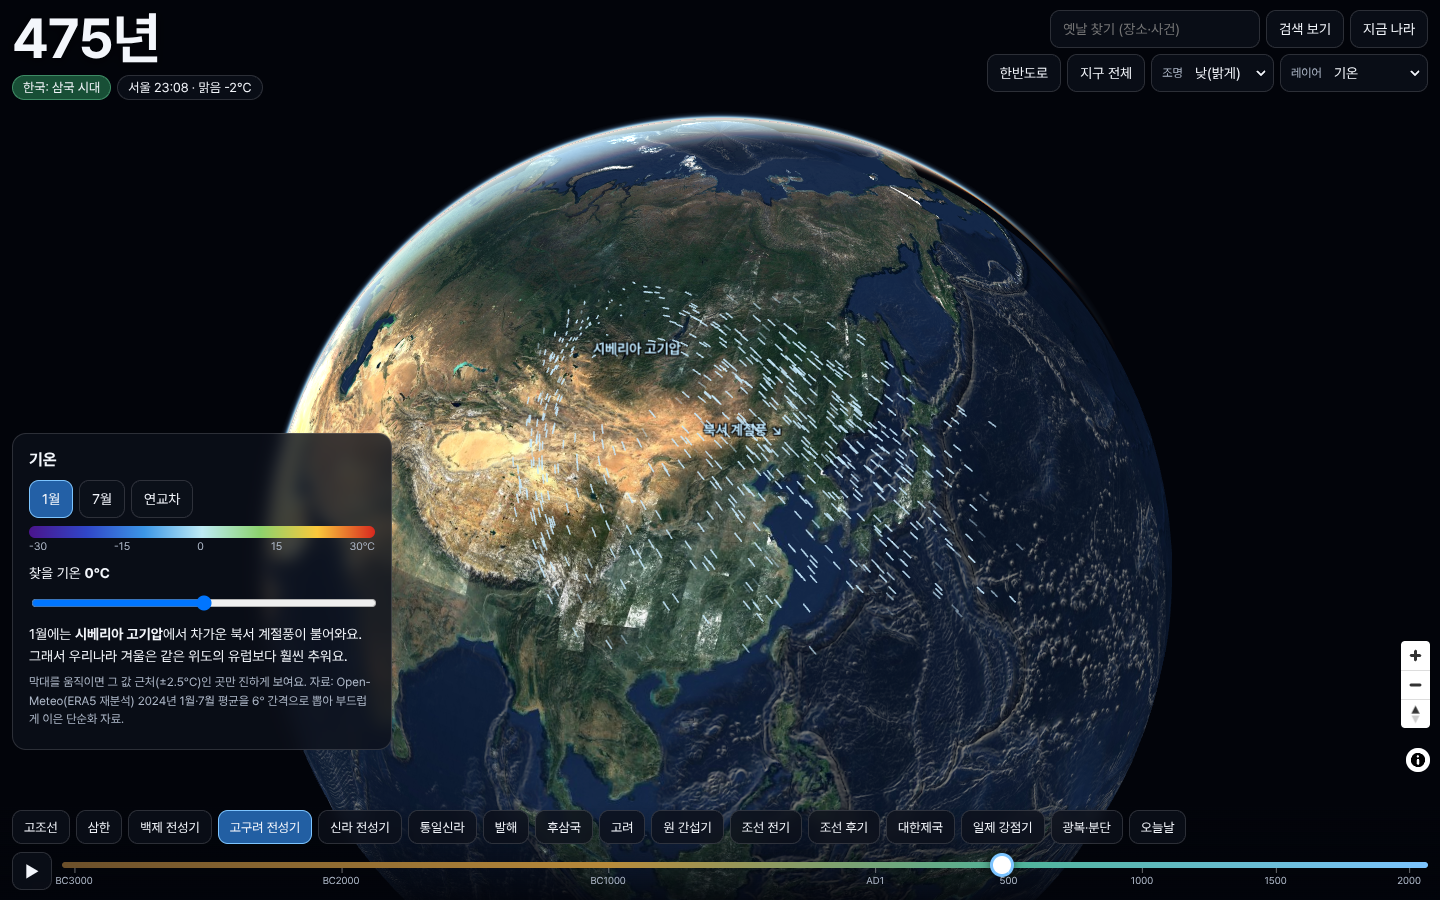 475년
한국: 삼국 시대
서울 23:08 · 맑음 -2°C
옛날 찾기 (장소·사건)
검색 보기
지금 나라
한반도로
지구 전체
조명 낮(밝게)
레이어 기온
시베리아 고기압
북서 계절풍 ↘
기온
1월
7월
연교차
-30 -15 0 15 30°C
찾을 기온 0°C
1월에는 시베리아 고기압에서 차가운 북서 계절풍이 불어와요.
그래서 우리나라 겨울은 같은 위도의 유럽보다 훨씬 추워요.
막대를 움직이면 그 값 근처(±2.5°C)인 곳만 진하게 보여요. 자료: Open-
Meteo(ERA5 재분석) 2024년 1월·7월 평균을 6° 간격으로 뽑아 부드럽
게 이은 단순화 자료.
고조선
삼한
백제 전성기
고구려 전성기
신라 전성기
통일신라
발해
후삼국
고려
원 간섭기
조선 전기
조선 후기
대한제국
일제 강점기
광복·분단
오늘날
BC3000 BC2000 BC1000 AD1 500 1000 1500 2000